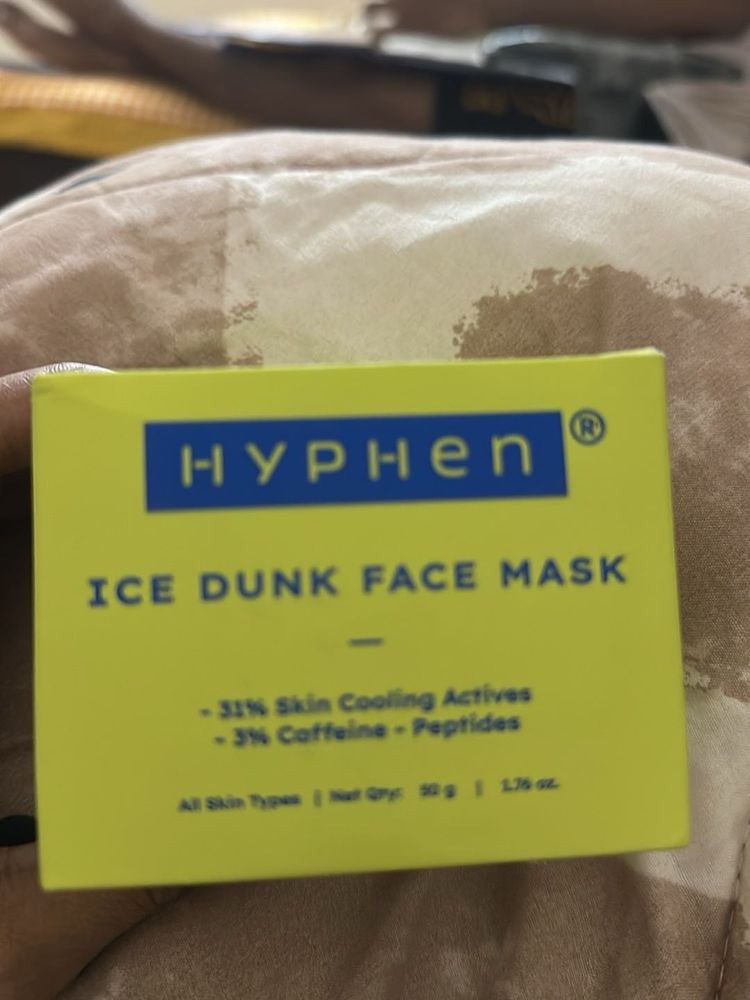 HYPHEN®
ICE DUNK FACE MASK
- 31% Skin Cooling Actives
- 3% Caffeine - Peptides
All Skin Types | Net Qty: 50 g | 1.76 oz.